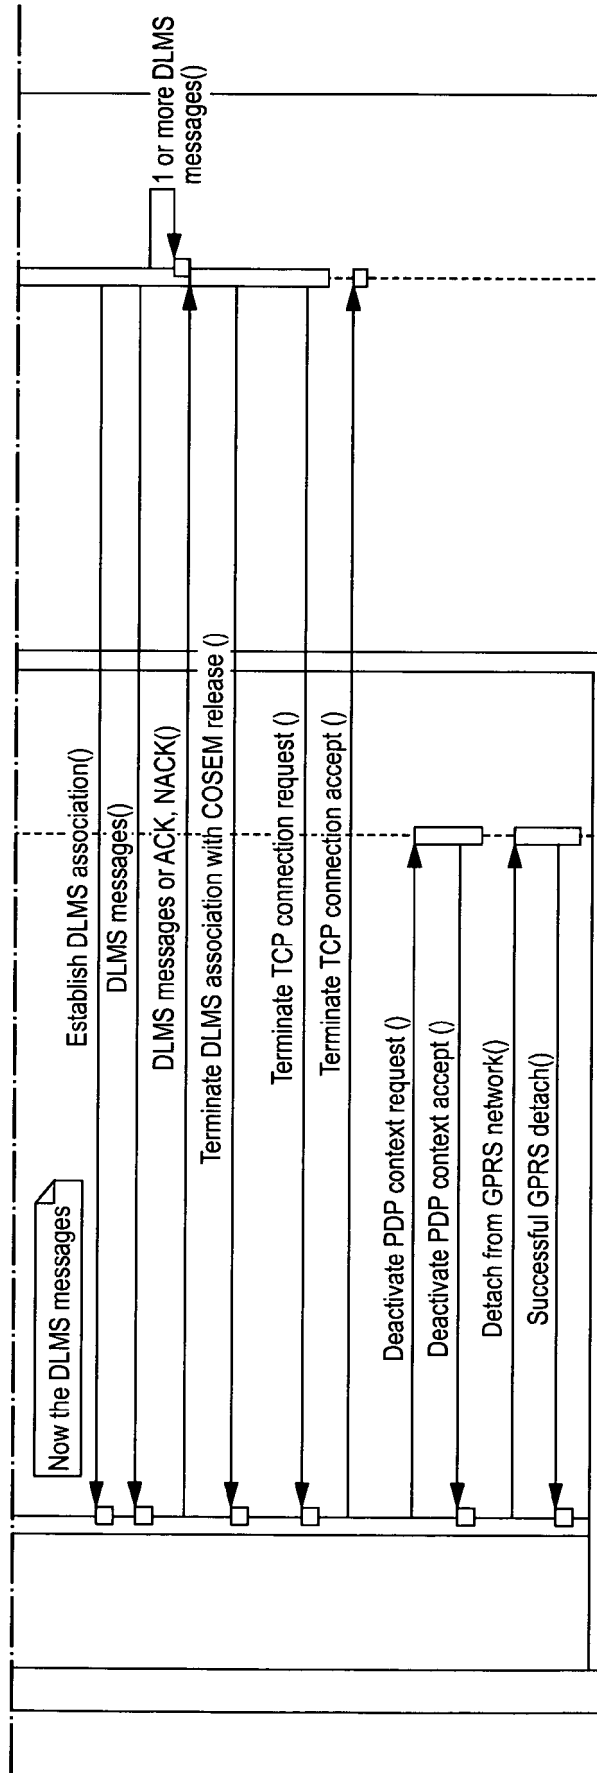 Now the DLMS messages
Establish DLMS association()
DLMS messages()
1 or more DLMS
messages()
DLMS messages or ACK, NACK()
Terminate DLMS association with COSEM release ()
Terminate TCP connection request ()
Terminate TCP connection accept ()
Deactivate PDP context request ()
Deactivate PDP context accept ()
Detach from GPRS network()
Successful GPRS detach()